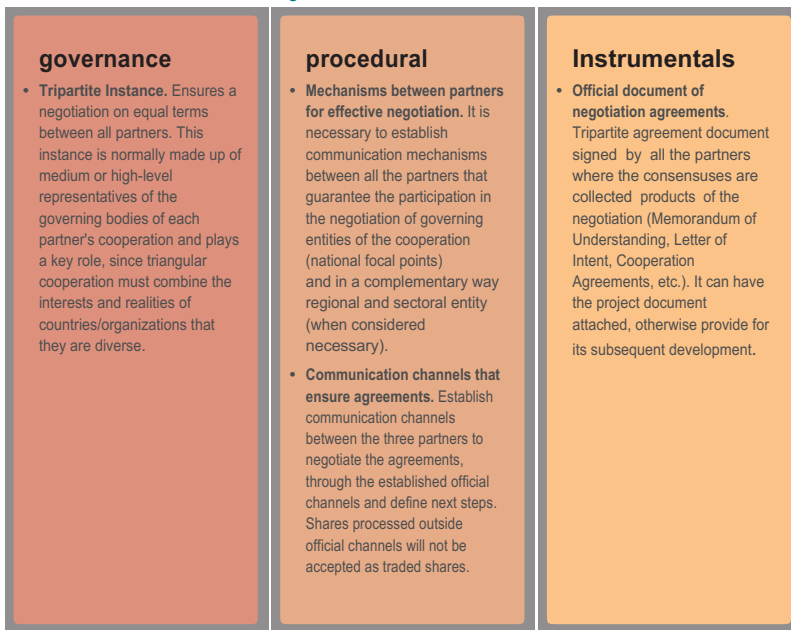 governance
• Tripartite Instance. Ensures a
negotiation on equal terms
between all partners. This
instance is normally made up of
medium or high-level
representatives of the
governing bodies of each
partner's cooperation and plays
a key role, since triangular
cooperation must combine the
interests and realities of
countries/organizations that
they are diverse.
procedural
• Mechanisms between partners
for effective negotiation. It is
necessary to establish
communication mechanisms
between all the partners that
guarantee the participation in
the negotiation of governing
entities of the cooperation
(national focal points)
and in a complementary way
regional and sectoral entity
(when considered
necessary).
• Communication channels that
ensure agreements. Establish
communication channels
between the three partners to
negotiate the agreements,
through the established official
channels and define next steps.
Shares processed outside
official channels will not be
accepted as traded shares.
Instrumentals
• Official document of
negotiation agreements.
Tripartite agreement document
signed by all the partners
where the consensuses are
collected products of the
negotiation (Memorandum of
Understanding, Letter of
Intent, Cooperation
Agreements, etc.). It can have
the project document
attached, otherwise provide for
its subsequent development.